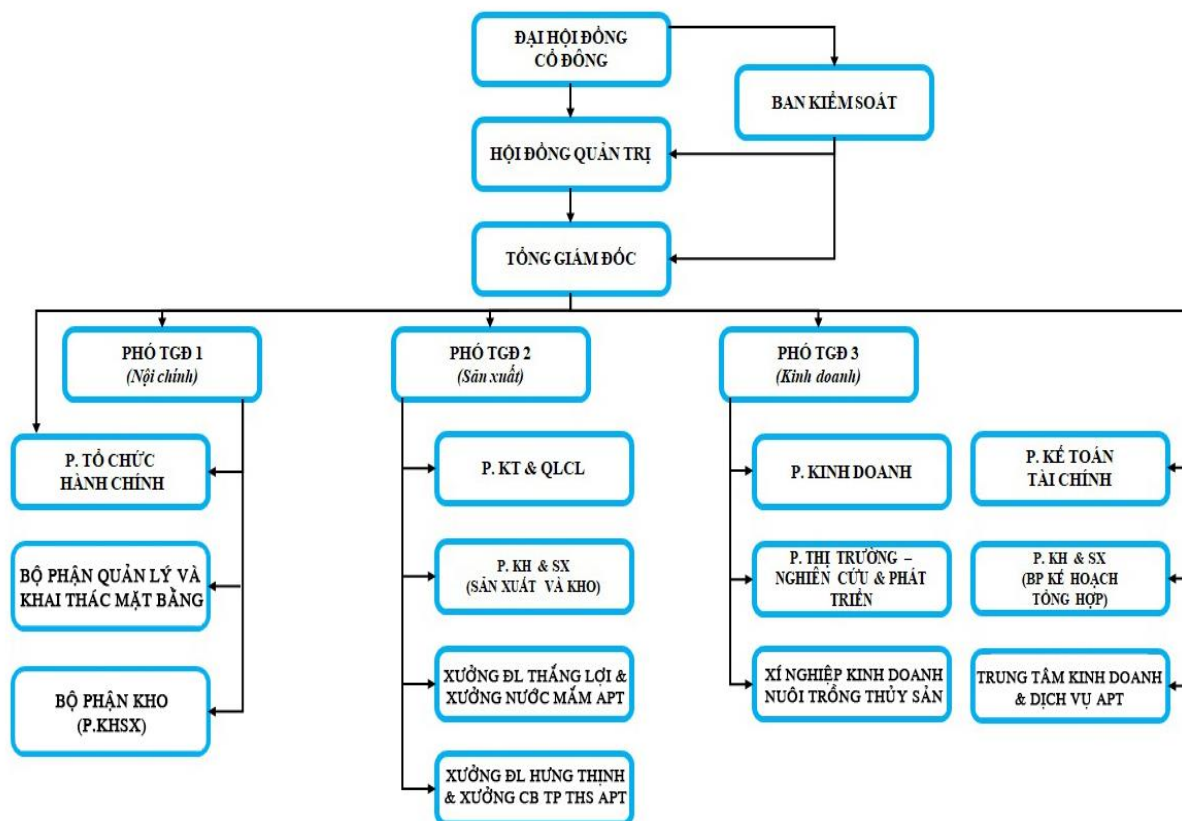 ĐẠI HỘI ĐỒNG
CỔ ĐÔNG
BAN KIỂM SOÁT
HỘI ĐỒNG QUẢN TRỊ
TỔNG GIÁM ĐỐC
PHÓ TGĐ 1
(Nội chính)
PHÓ TGĐ 2
(Sản xuất)
PHÓ TGĐ 3
(Kinh doanh)
P. TỔ CHỨC
HÀNH CHÍNH
P. KT & QLCL
P. KINH DOANH
P. KẾ TOÁN
TÀI CHÍNH
BỘ PHẬN QUẢN LÝ VÀ
KHAI THÁC MẶT BẰNG
P. KH & SX
(SẢN XUẤT VÀ KHO)
P. THỊ TRƯỜNG –
NGHIÊN CỨU & PHÁT
TRIỂN
P. KH & SX
(BP KẾ HOẠCH
TỔNG HỢP)
BỘ PHẬN KHO
(P.KHSX)
XƯỞNG ĐL THẮNG LỢI &
XƯỞNG NƯỚC MẮM APT
XÍ NGHIỆP KINH DOANH
NUÔI TRỒNG THỦY SẢN
TRUNG TÂM KINH DOANH
& DỊCH VỤ APT
XƯỞNG ĐL HƯNG THỊNH
& XƯỞNG CB TP THS APT